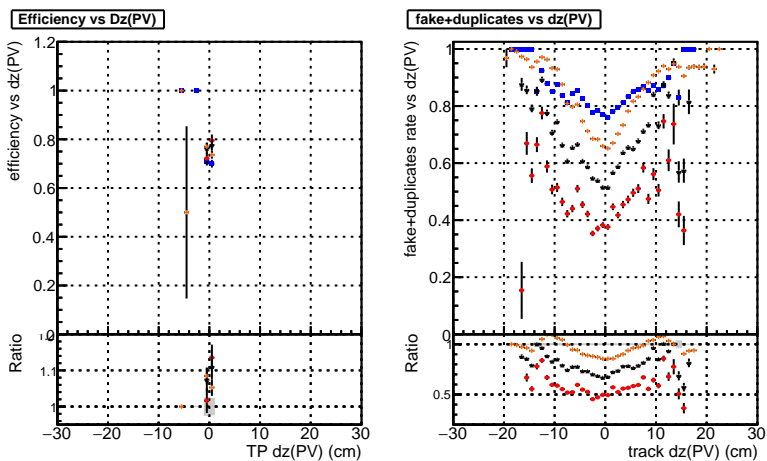 Efficiency vs Dz(PV)
efficiency vs dz(PV)
1.2
1
0.8
0.6
0.4
0.2
0
Ratio
1.2
1.1
1
−30 −20 −10 0 10 20 30
TP dz(PV) (cm)
fake+duplicates vs dz(PV)
fake+duplicates rate vs dz(PV)
1
0.8
0.6
0.4
0.2
0
Ratio
1
0.5
−30 −20 −10 0 10 20 30
track dz(PV) (cm)